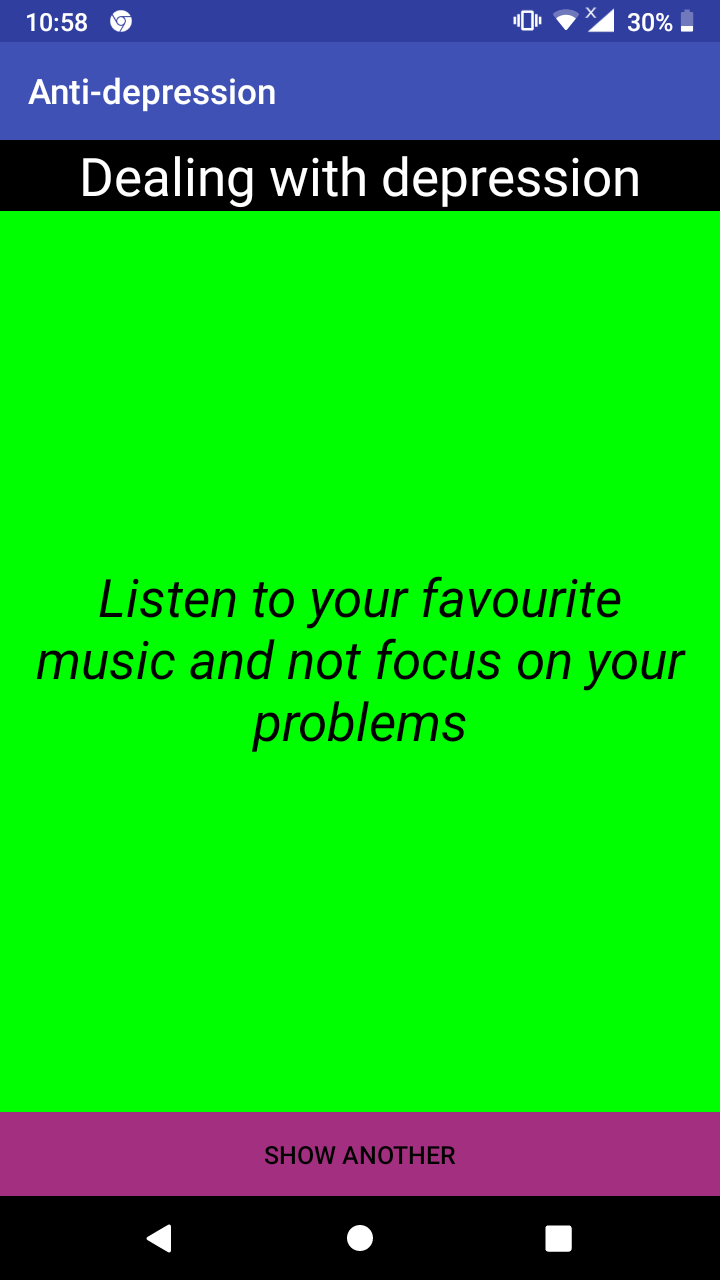 10:58 30%
Anti-depression
Dealing with depression
Listen to your favourite
music and not focus on your
problems
SHOW ANOTHER